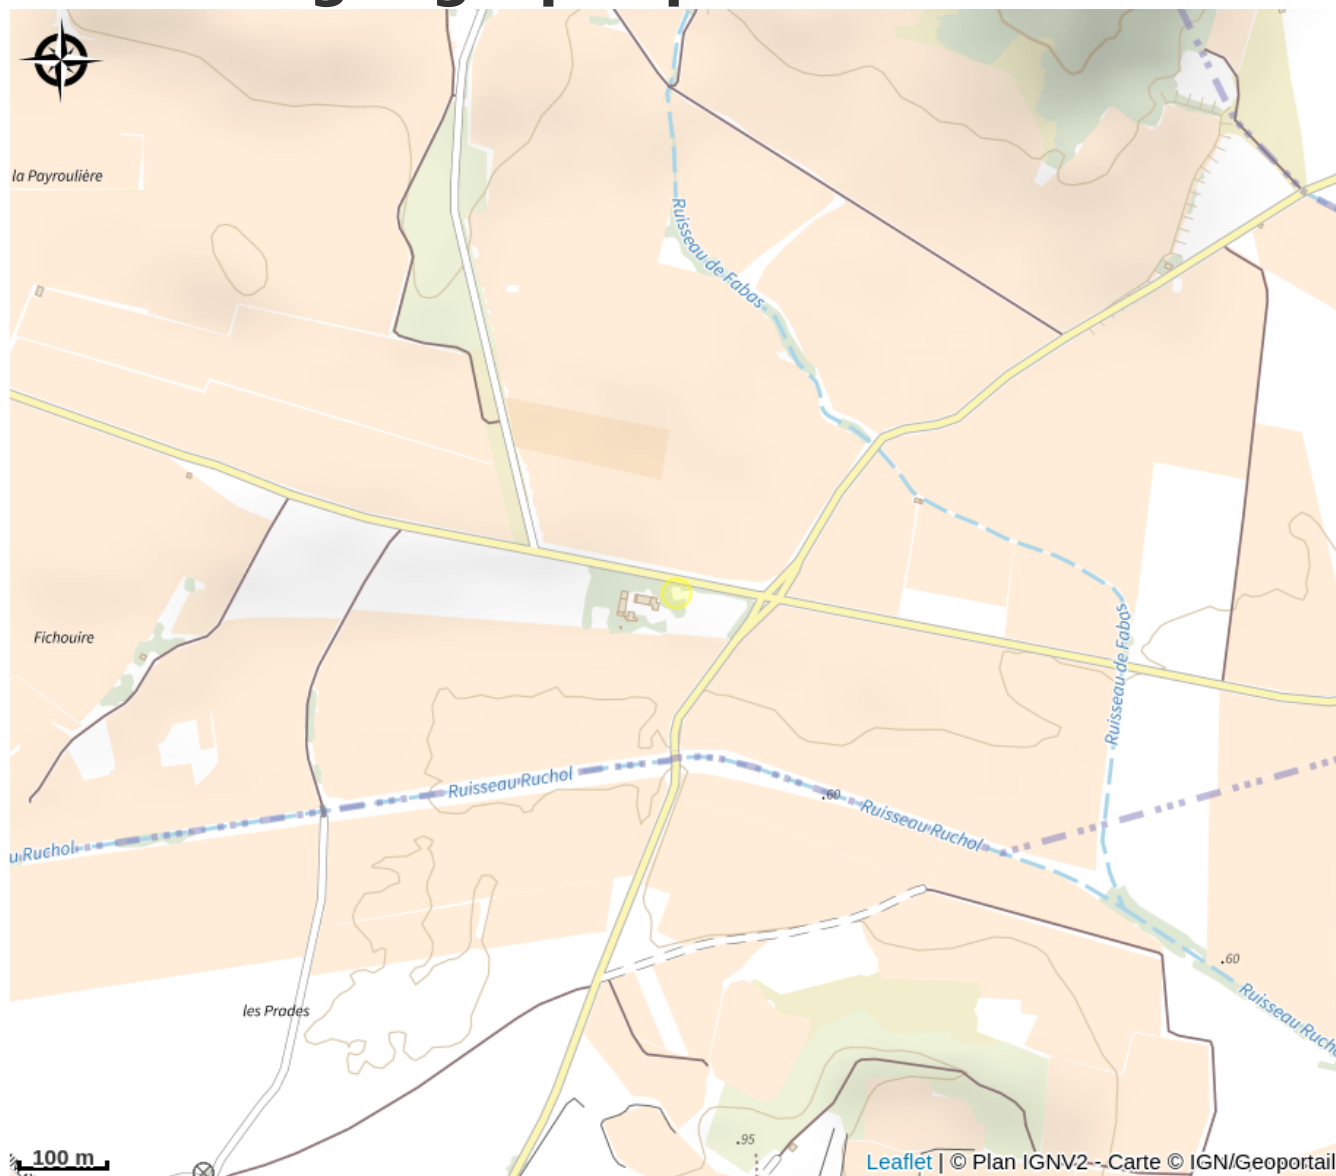 la Payroulière
Ruisseau de Fabas
Fichouire
Ruisseau de Fabas
Ruisseau Ruchol
.60
Ruisseau Ruchol
u Ruchol
.60
Ruisseau Ruch
les Prades
.95
100 m
Leaflet | © Plan IGNV2 - Carte © IGN/Geoportail